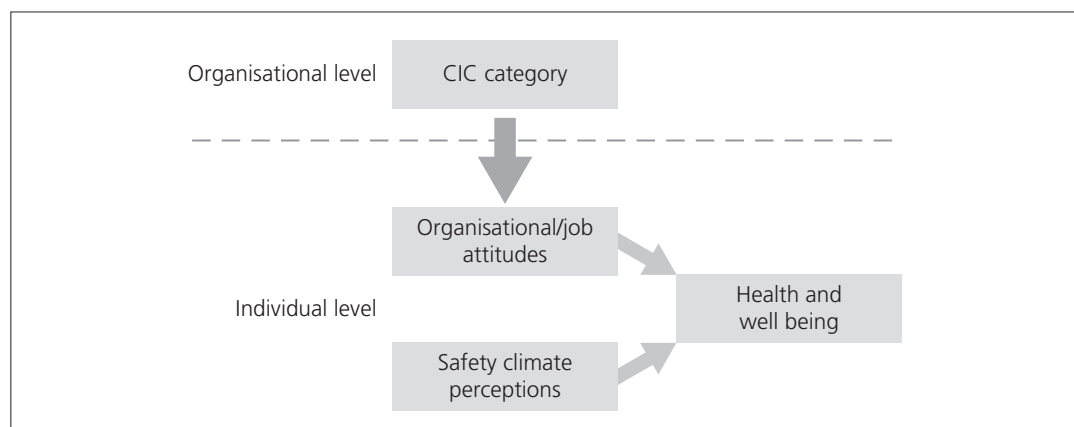 Organisational level
CIC category
Organisational/job
attitudes
Individual level
Health and
well being
Safety climate
perceptions